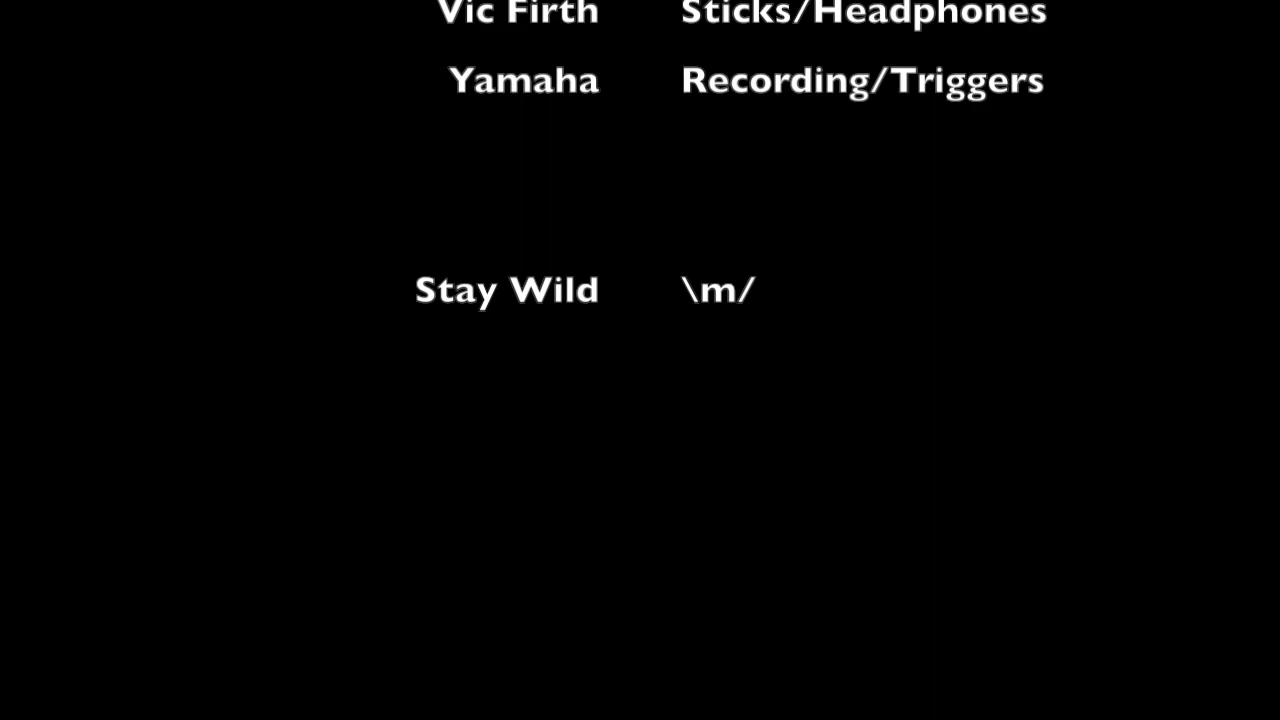 Vic Firth Sticks/Headphones
Yamaha Recording/Triggers
Stay Wild \m/